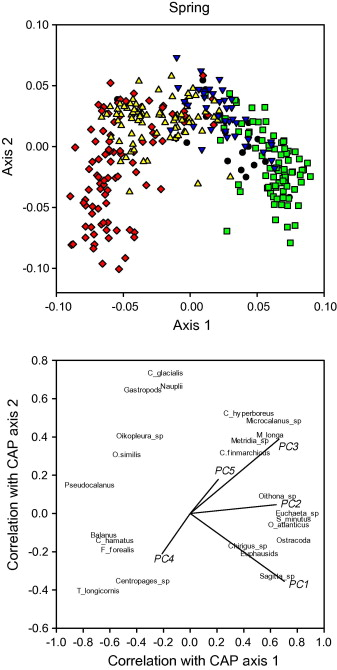 Spring
0.10
0.05
0.00
-0.05
-0.10
Axis 2
-0.10 -0.05 0.00 0.05 0.10
Axis 1
0.8
0.6
0.4
0.2
0.0
-0.2
-0.4
-0.6
Correlation with CAP axis 2
C_glacialis
Gastropods Nauplii
C_hyperboreus
Microcalanus_sp
Oikopleura_sp
M_longa
Metridia_sp
PC3
O.similis
C.finmarchicus
PC5
Pseudocalanus
Oithona_sp
PC2
Euchaeta_sp
S_minutus
O_atlanticus
Balanus
C_hamatus
F_forealis
PC4
Ostracoda
Chirigus_sp
Euphausids
Centropages_sp
Sagitta_sp
PC1
T_longicornis
-1.0 -0.8 -0.6 -0.4 -0.2 0.0 0.2 0.4 0.6 0.8 1.0
Correlation with CAP axis 1